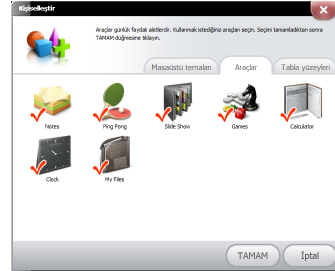 Kişiselleştir
Araçlar günlük faydalı aletlerdir. Kullanmak istediğiniz araçları seçin. Seçimi tamamladıktan sonra
TAMAM düğmesine tıklayın.
Masaüstü temaları Araçlar Tabla yüzeyleri
Notes Ping Pong Slide Show Games Calculator
Clock My Files
TAMAM İptal